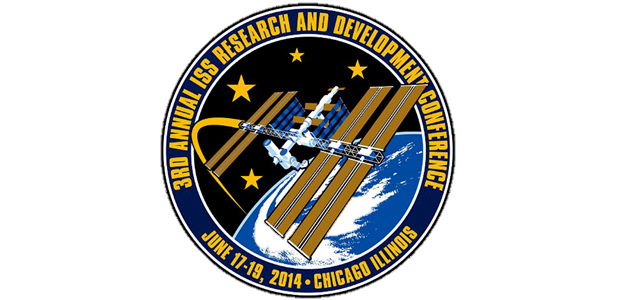 3RD ANNUAL ISS RESEARCH AND DEVELOPMENT CONFERENCE
JUNE 17-19, 2014 • CHICAGO ILLINOIS